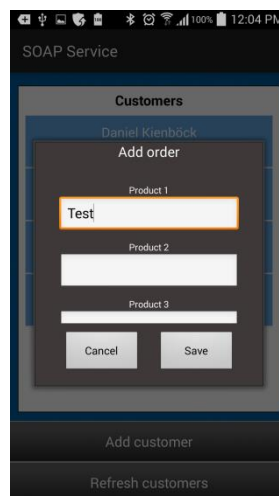 100% 12:04 PM
SOAP Service
Customers
Daniel Kienböck
Add order
Product 1
Test
Product 2
Product 3
Cancel Save
Add customer
Refresh customers